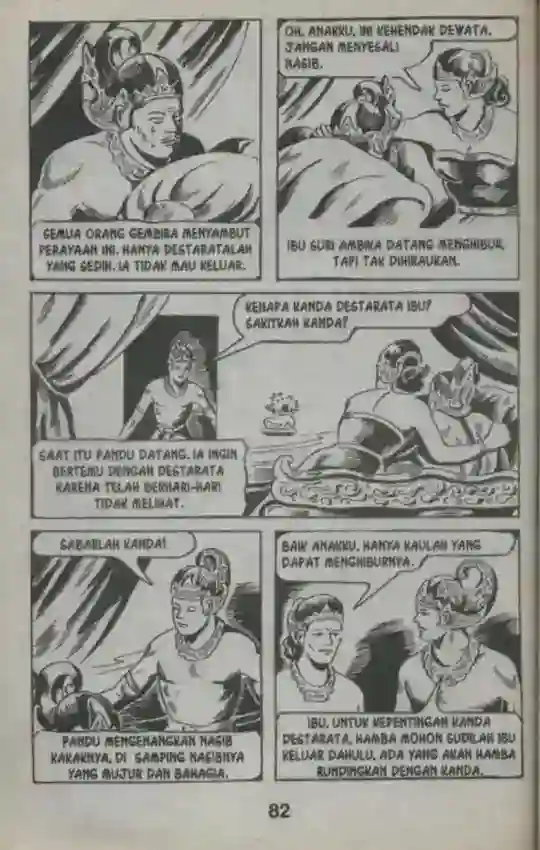 SEMUA ORANG GEMBIRA MENYAMBUT
PERAYAAN INI. HANYA DESTARATALAH
YANG SEDIH. IA TIDAK MAU KELUAR.
OH, ANAKKU, INI KEHENDAK DEWATA.
JANGAN MENYESALI
NASIB.
IBU SURI AMBIKA DATANG MENGHIBUR,
TAPI TAK DIHIRAUKAN.
KENAPA KANDA DESTARATA IBU?
SAKITKAH KANDA?
SAAT ITU PANDU DATANG. IA INGIN
BERTEMU DENGAN DESTARATA
KARENA TELAH BERHARI-HARI
TIDAK MELIHAT.
SABARLAH KANDA!
PANDU MENGENANGKAN NASIB
KAKAKNYA, DI SAMPING NASIBNYA
YANG MUJUR DAN BAHAGIA.
BAIK ANAKKU. HANYA KAULAH YANG
DAPAT MENGHIBURNYA.
IBU, UNTUK KEPENTINGAN KANDA
DESTARATA, HAMBA MOHON SUDILAH IBU
KELUAR DAHULU. ADA YANG AKAN HAMBA
RUNDINGKAN DENGAN KANDA.
82